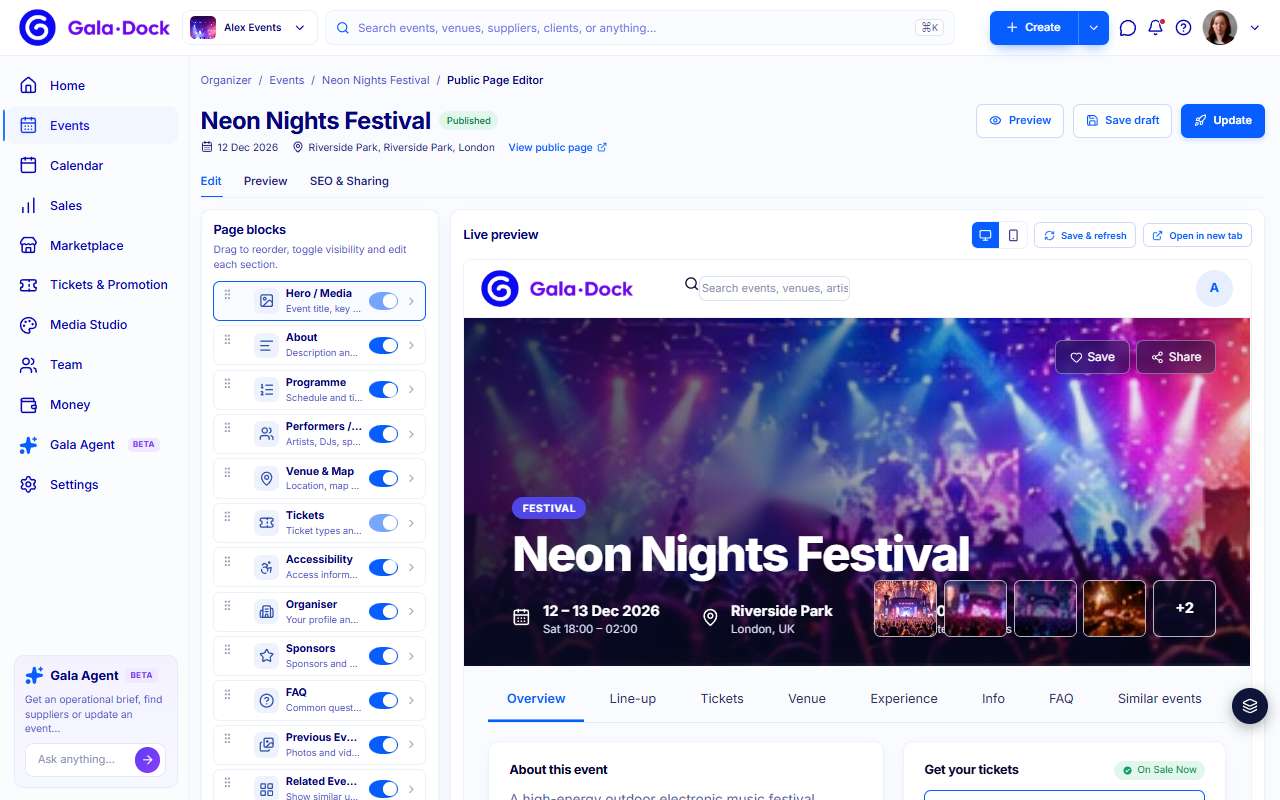 Gala·Dock
Alex Events
Search events, venues, suppliers, clients, or anything...
⌘K
Create
Home
Events
Calendar
Sales
Marketplace
Tickets & Promotion
Media Studio
Team
Money
Gala Agent BETA
Settings
Gala Agent BETA
Get an operational brief, find
suppliers or update an
event...
Ask anything...
Organizer / Events / Neon Nights Festival / Public Page Editor
Neon Nights Festival Published
12 Dec 2026 Riverside Park, Riverside Park, London View public page
Preview Save draft Update
Edit Preview SEO & Sharing
Page blocks
Drag to reorder, toggle visibility and edit
each section.
Hero / Media
Event title, key ...
About
Description an...
Programme
Schedule and ti...
Performers /...
Artists, DJs, sp...
Venue & Map
Location, map ...
Tickets
Ticket types an...
Accessibility
Access inform...
Organiser
Your profile an...
Sponsors
Sponsors and ...
FAQ
Common quest...
Previous Ev...
Photos and vid...
Related Eve...
Show similar u...
Live preview
Save & refresh
Open in new tab
Gala·Dock
Search events, venues, artis
A
Save
Share
FESTIVAL
Neon Nights Festival
12 – 13 Dec 2026
Sat 18:00 – 02:00
Riverside Park
London, UK
+2
Overview Line-up Tickets Venue Experience Info FAQ Similar events
About this event
A high-energy outdoor electronic music festival
Get your tickets
On Sale Now